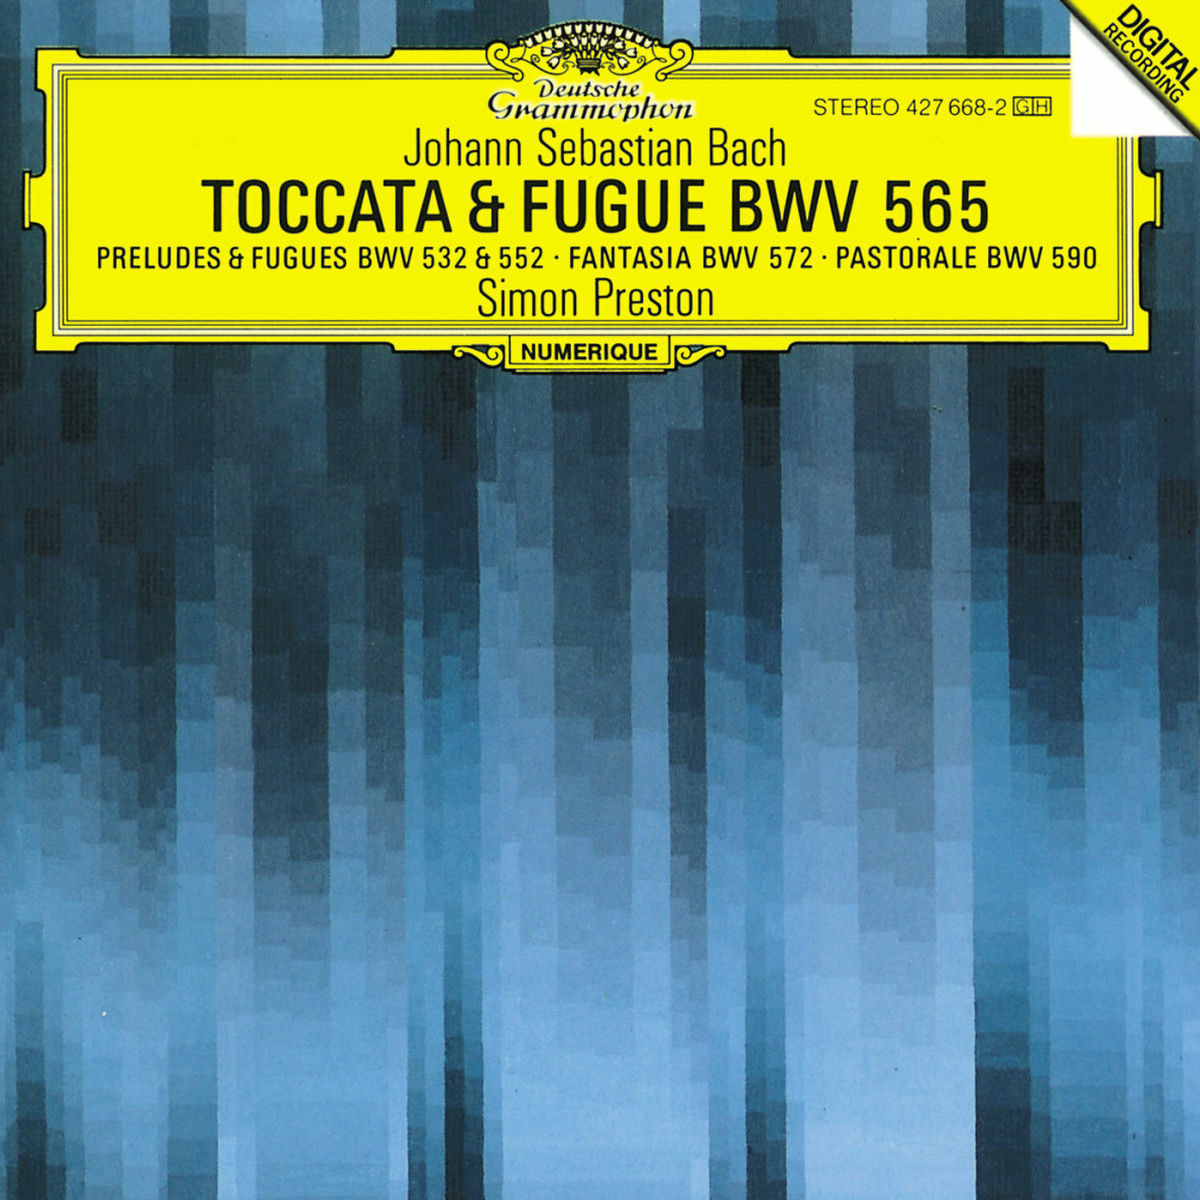 DIGITAL
RECORDING
Deutsche
Grammophon
STEREO 427 668-2 GH
Johann Sebastian Bach
TOCCATA & FUGUE BWV 565
PRELUDES & FUGUES BWV 532 & 552 · FANTASIA BWV 572 · PASTORALE BWV 590
Simon Preston
NUMERIQUE